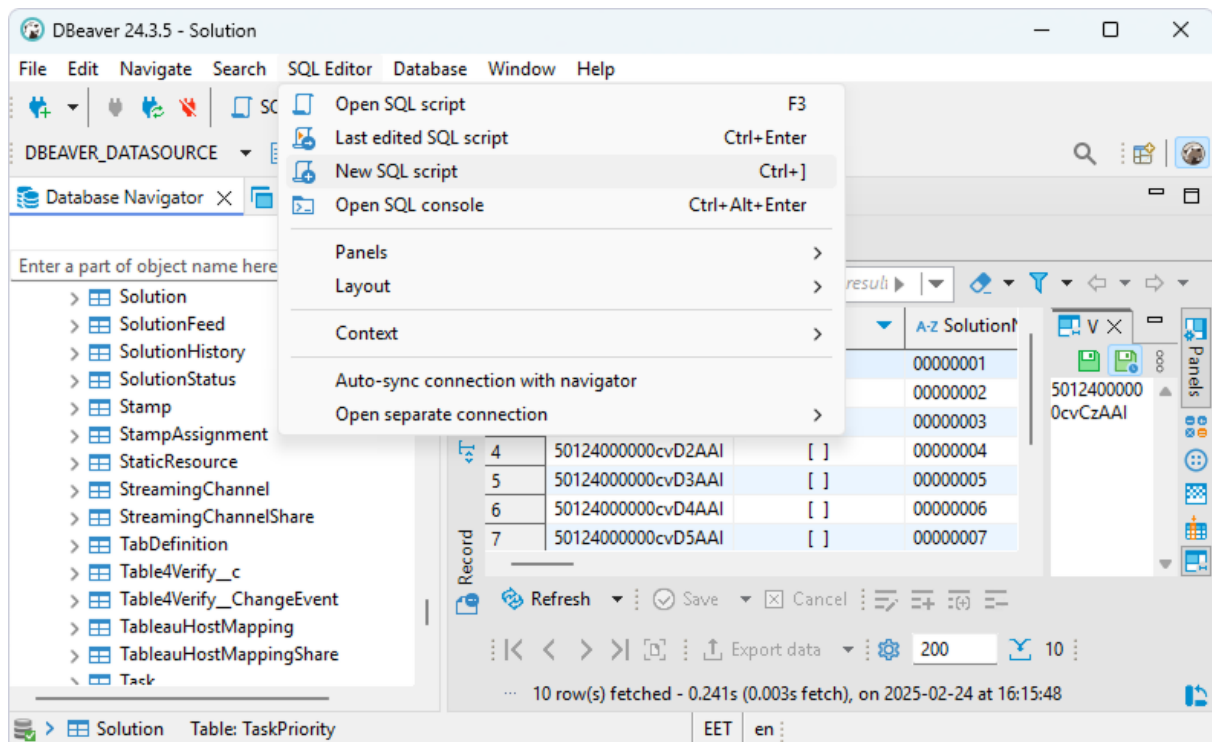 DBeaver 24.3.5 - Solution
File Edit Navigate Search SQL Editor Database Window Help
Open SQL script F3
Last edited SQL script Ctrl+Enter
New SQL script Ctrl+]
Open SQL console Ctrl+Alt+Enter
Panels
Layout
Context
Auto-sync connection with navigator
Open separate connection
DBEAVER_DATASOURCE
Database Navigator
Enter a part of object name here
Solution
SolutionFeed
SolutionHistory
SolutionStatus
Stamp
StampAssignment
StaticResource
StreamingChannel
StreamingChannelShare
TabDefinition
Table4Verify__c
Table4Verify__ChangeEvent
TableauHostMapping
TableauHostMappingShare
Task
A-Z
00000001
00000002
00000003
4 50124000000cvD2AAI [ ] 00000004
5 50124000000cvD3AAI [ ] 00000005
6 50124000000cvD4AAI [ ] 00000006
7 50124000000cvD5AAI [ ] 00000007
Record
V
5012400000
0cvCzAAI
Panels
Refresh Save Cancel
Export data 200 10
10 row(s) fetched - 0.241s (0.003s fetch), on 2025-02-24 at 16:15:48
Solution Table: TaskPriority EET en